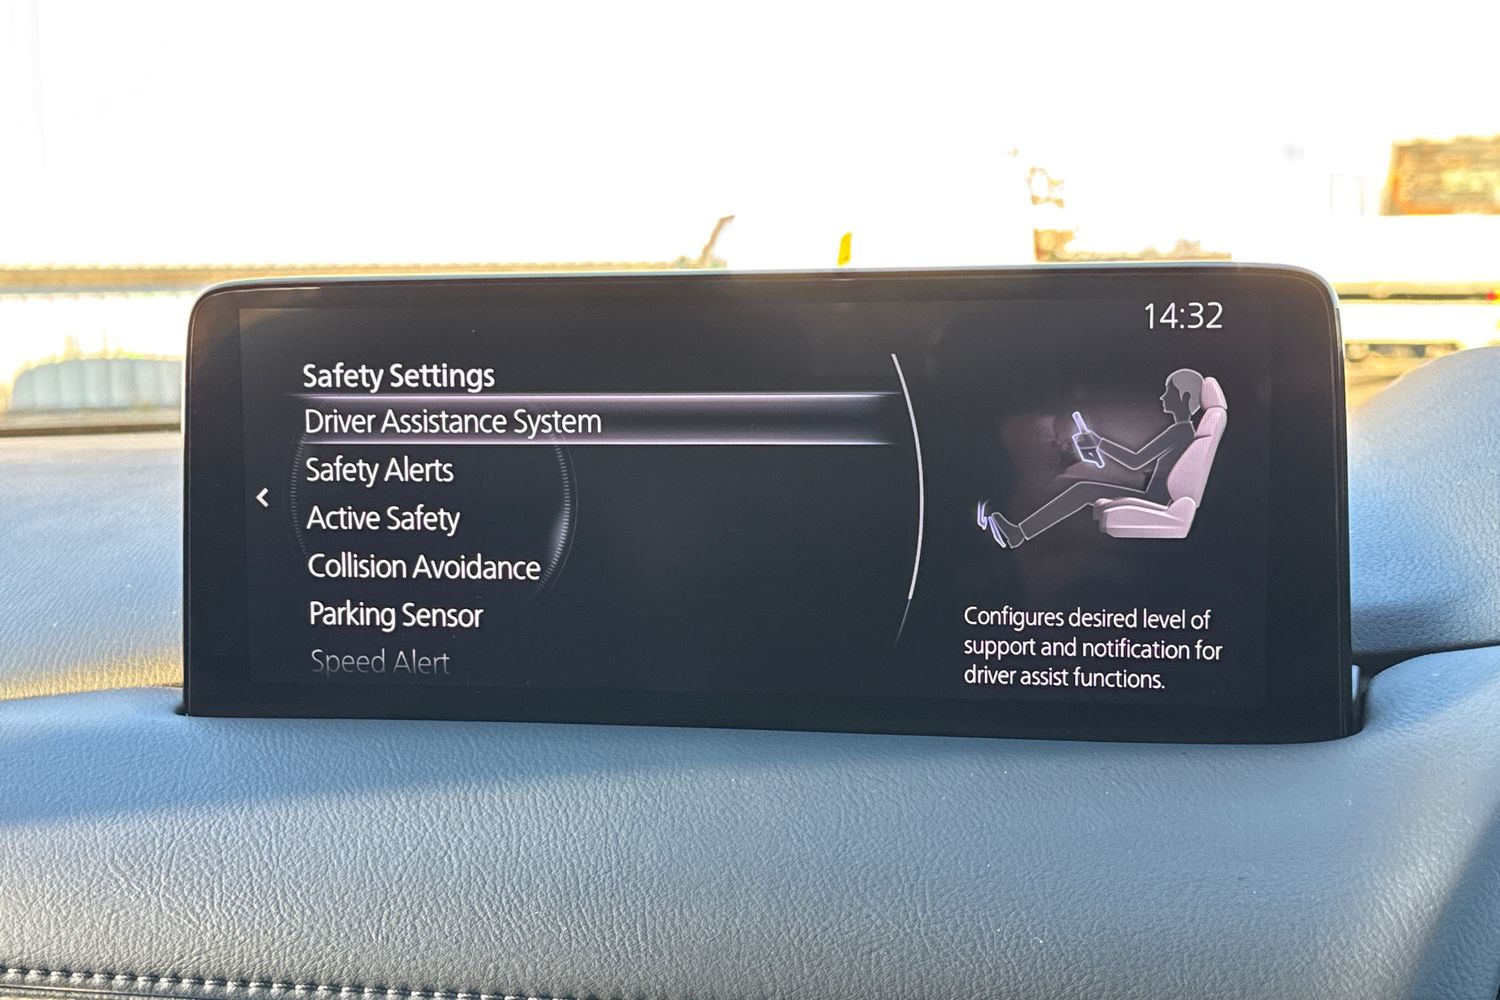 14:32
Safety Settings
Driver Assistance System
Safety Alerts
Active Safety
Collision Avoidance
Parking Sensor
Speed Alert
Configures desired level of
support and notification for
driver assist functions.